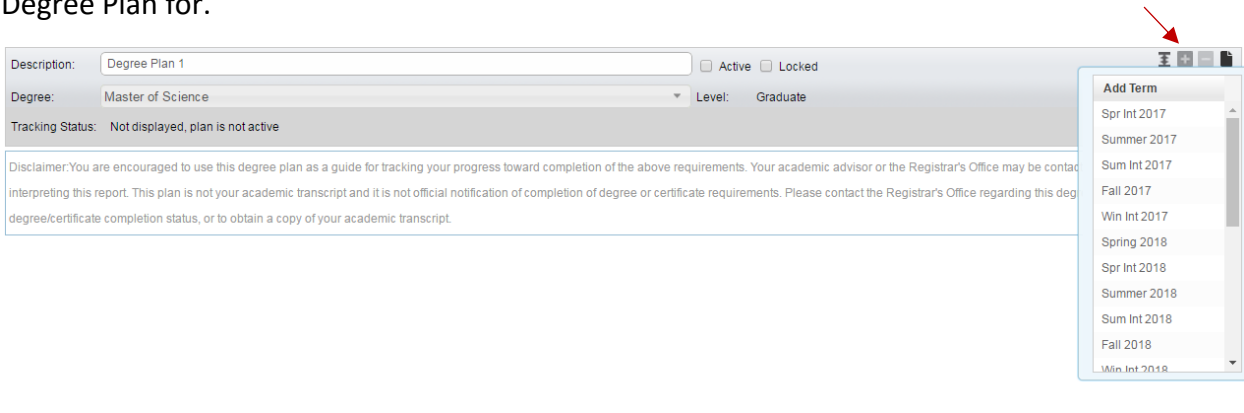 Degree Plan for.
Description: Degree Plan 1 Active Locked
Degree: Master of Science Level: Graduate
Tracking Status: Not displayed, plan is not active
Disclaimer:You are encouraged to use this degree plan as a guide for tracking your progress toward completion of the above requirements. Your academic advisor or the Registrar's Office may be contac
interpreting this report. This plan is not your academic transcript and it is not official notification of completion of degree or certificate requirements. Please contact the Registrar's Office regarding this deg
degree/certificate completion status, or to obtain a copy of your academic transcript.
Add Term
Spr Int 2017
Summer 2017
Sum Int 2017
Fall 2017
Win Int 2017
Spring 2018
Spr Int 2018
Summer 2018
Sum Int 2018
Fall 2018
Win Int 2018